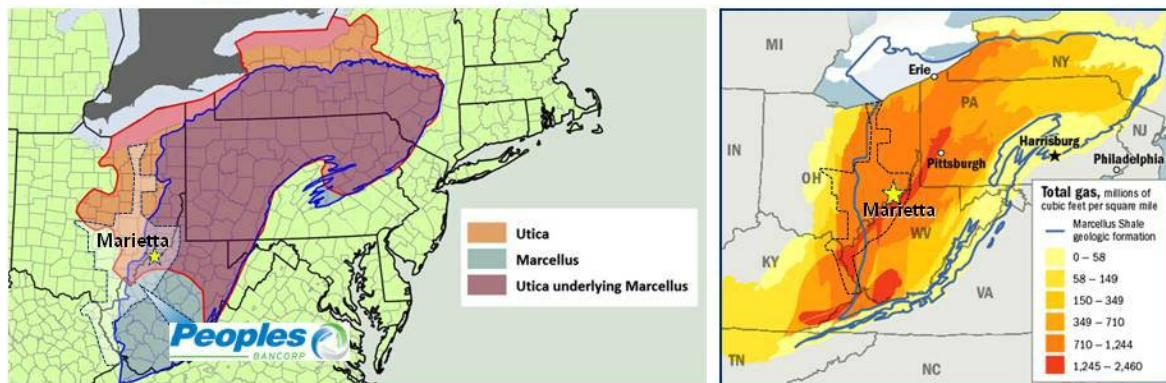 Marietta
Peoples
BANCORP
Utica
Marcellus
Utica underlying Marcellus
MI
Erie
NY
PA
IN
OH
Pittsburgh
Harrisburg
NJ
Philadelphia
Marietta
WV
KY
VA
TN
NC
Total gas, millions of
cubic feet per square mile
Marcellus Shale
geologic formation
0 – 58
58 – 149
150 – 349
349 – 710
710 – 1,244
1,245 – 2,460